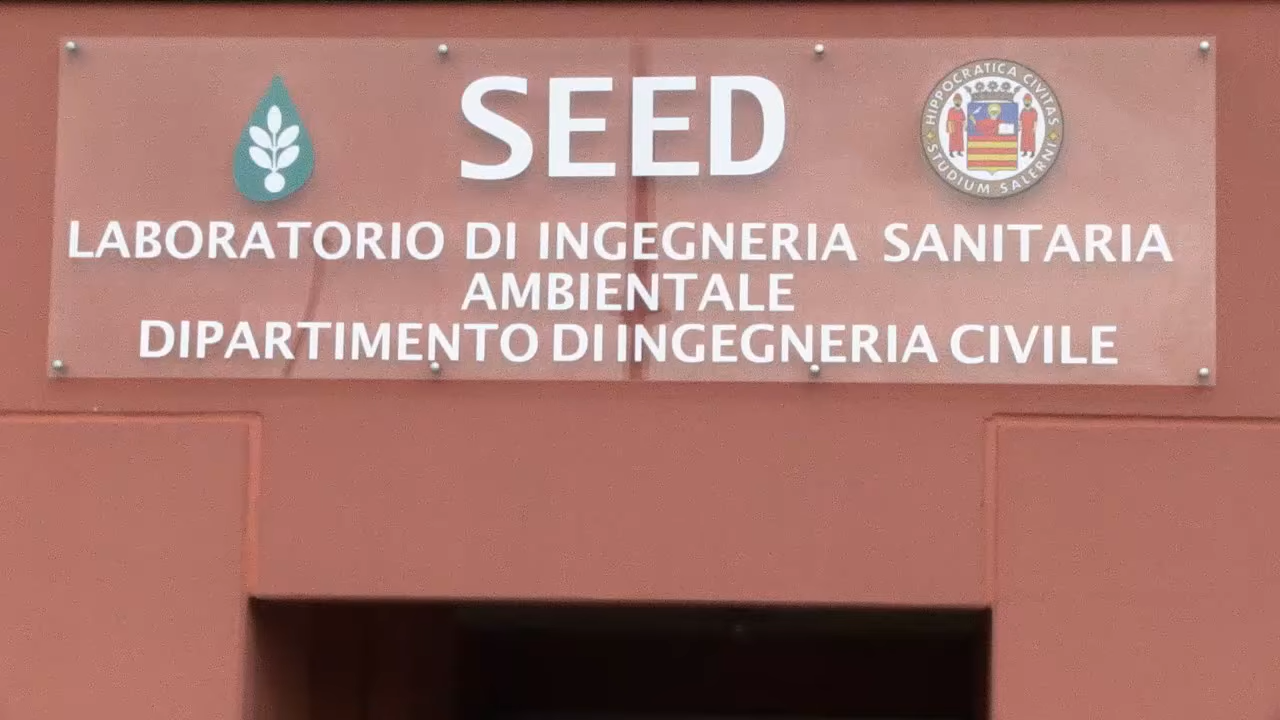 SEED
HIPPOCRATICA CIVITAS
STUDIUM SALERNI
LABORATORIO DI INGEGNERIA SANITARIA
AMBIENTALE
DIPARTIMENTO DI INGEGNERIA CIVILE